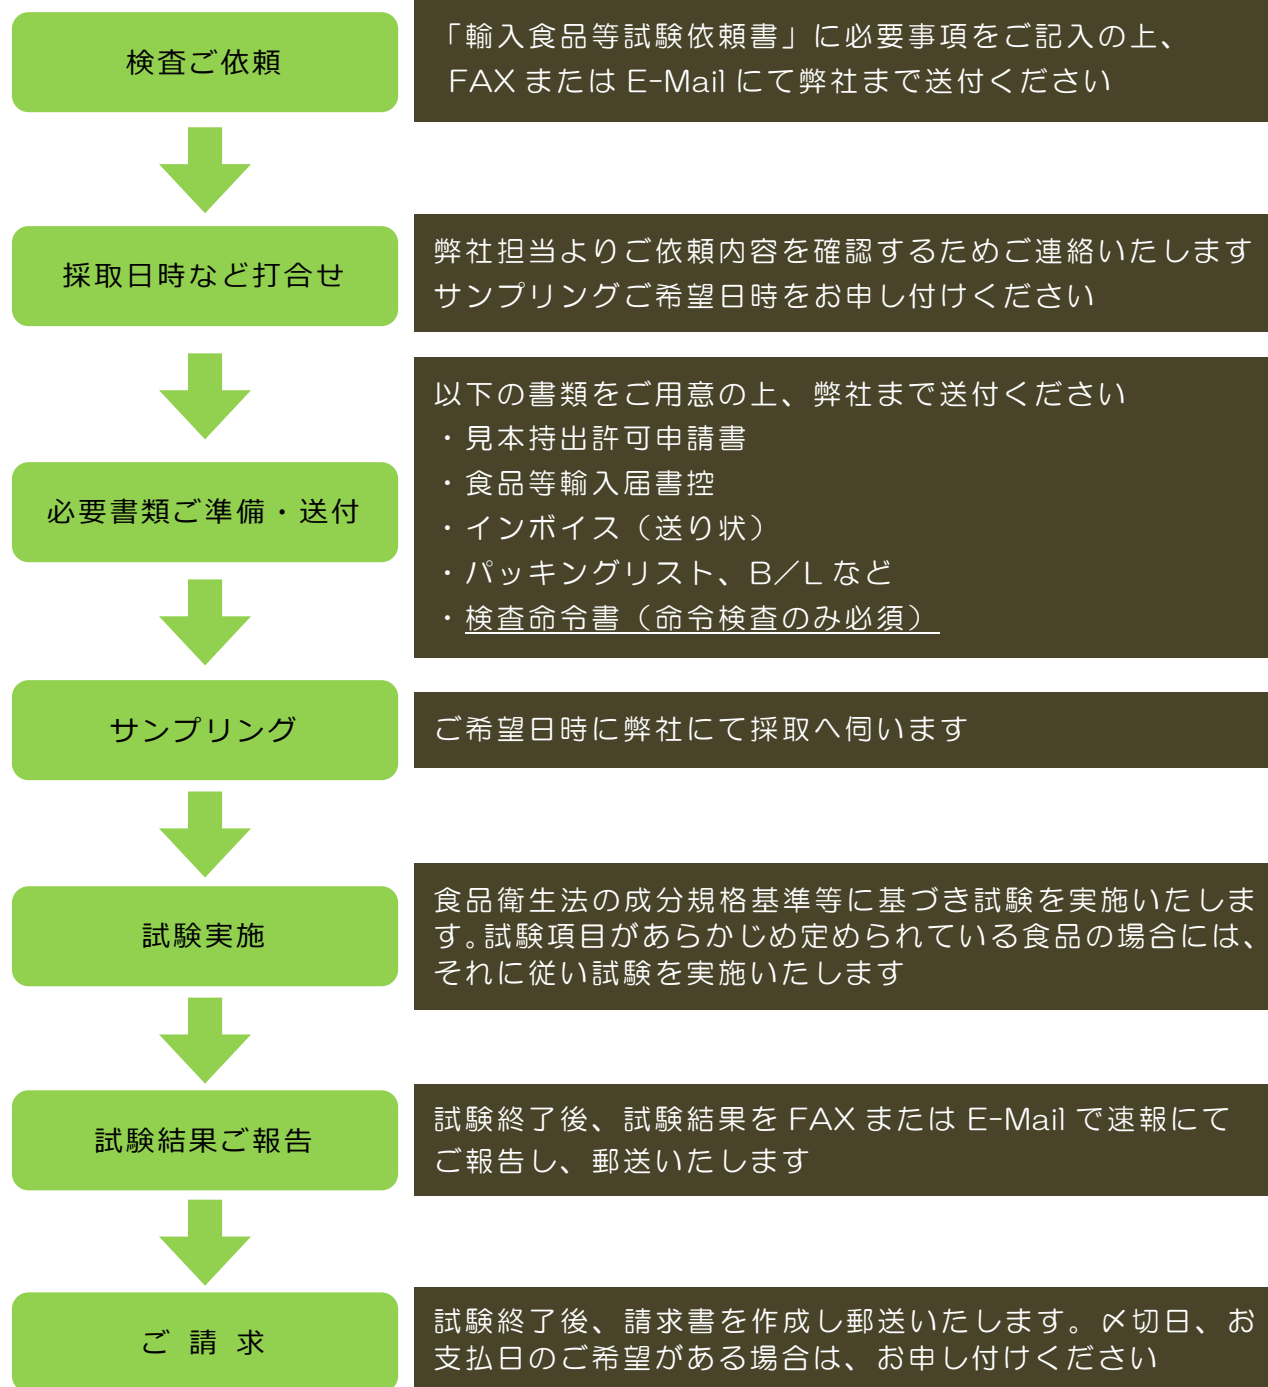 検査ご依頼
「輸入食品等試験依頼書」に必要事項をご記入の上、
FAX または E-Mail にて弊社まで送付ください
採取日時など打合せ
弊社担当よりご依頼内容を確認するためご連絡いたします
サンプリングご希望日時をお申し付けください
必要書類ご準備・送付
以下の書類をご用意の上、弊社まで送付ください
・見本持出許可申請書
・食品等輸入届書控
・インボイス（送り状）
・パッキングリスト、B／L など
・検査命令書（命令検査のみ必須）
サンプリング
ご希望日時に弊社にて採取へ伺います
試験実施
食品衛生法の成分規格基準等に基づき試験を実施いたしま
す。試験項目があらかじめ定められている食品の場合には、
それに従い試験を実施いたします
試験結果ご報告
試験終了後、試験結果を FAX または E-Mail で速報にて
ご報告し、郵送いたします
ご 請 求
試験終了後、請求書を作成し郵送いたします。〆切日、お
支払日のご希望がある場合は、お申し付けください